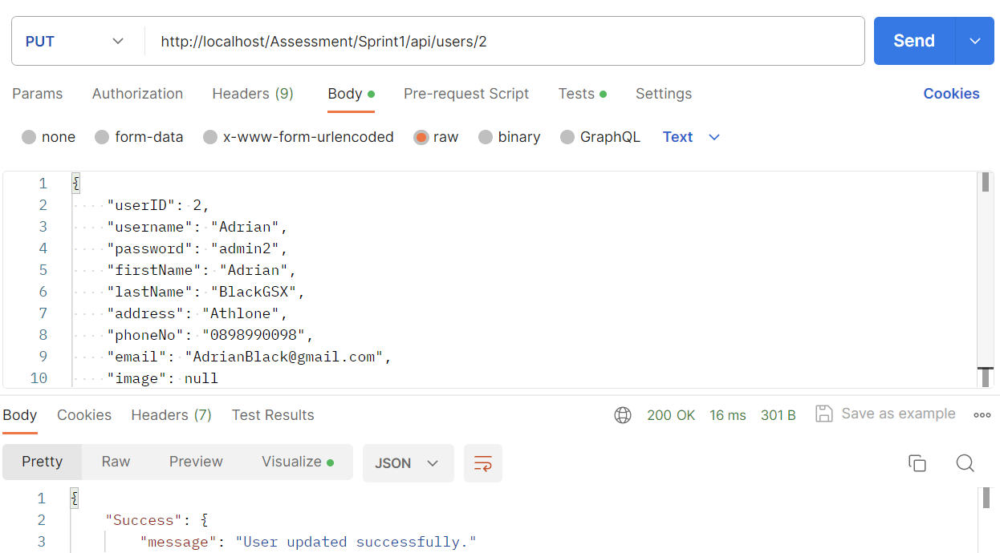 PUT http://localhost/Assessment/Sprint1/api/users/2 Send
Params Authorization Headers (9) Body Pre-request Script Tests Settings Cookies
none form-data x-www-form-urlencoded raw binary GraphQL Text
1 {
2 "userID": 2,
3 "username": "Adrian",
4 "password": "admin2",
5 "firstName": "Adrian",
6 "lastName": "BlackGSX",
7 "address": "Athlone",
8 "phoneNo": "0898990098",
9 "email": "AdrianBlack@gmail.com",
10 "image": null
Body Cookies Headers (7) Test Results 200 OK 16 ms 301 B Save as example
Pretty Raw Preview Visualize JSON
1 {
2 "Success": {
3 "message": "User updated successfully."